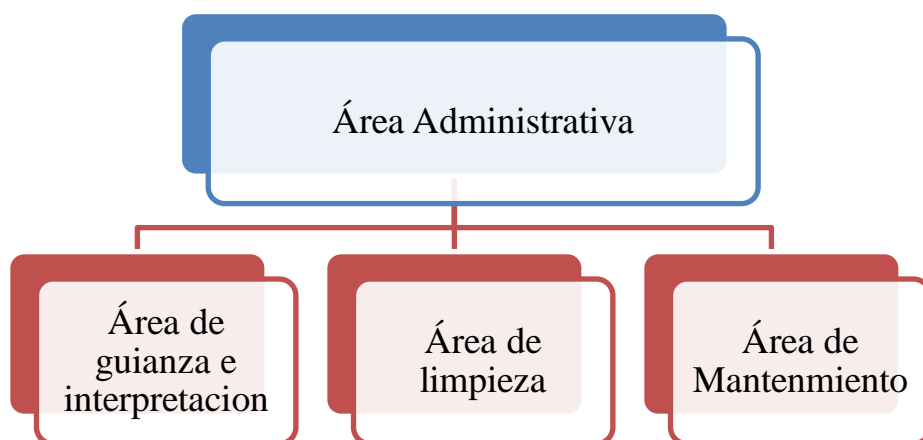 Área Administrativa
Área de
guianza e
interpretacion
Área de
limpieza
Área de
Mantenmiento